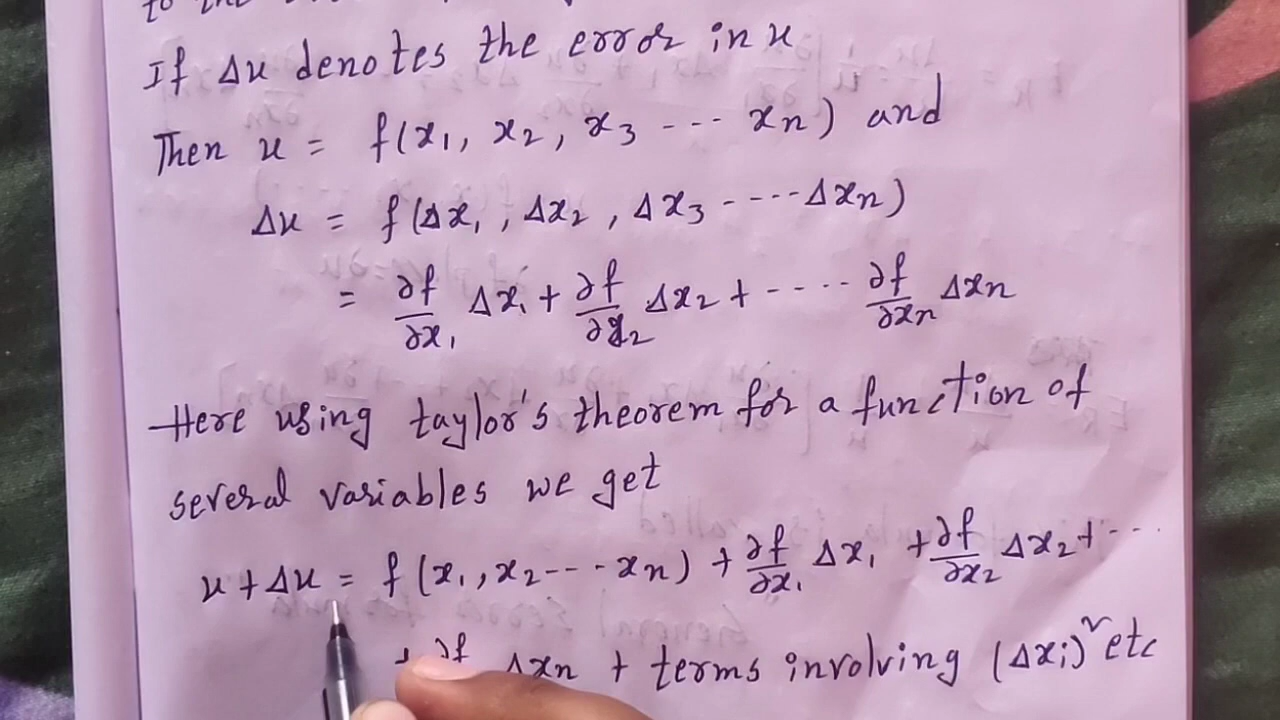 to the
If Δu denotes the error in u
Then u = f(x₁, x₂, x₃ --- xn) and
Δu = f(Δx₁, Δx₂, Δx₃ ----- Δxn)
= ∂f/∂x₁ Δx₁ + ∂f/∂x₂ Δx₂ + ---- ∂f/∂xn Δxn
Here using taylor's theorem for a function of
several variables we get
u + Δu = f(x₁, x₂ --- xn) + ∂f/∂x₁ Δx₁ + ∂f/∂x₂ Δx₂ + ---
+ ∂f Δxn + terms involving (Δxi)² etc